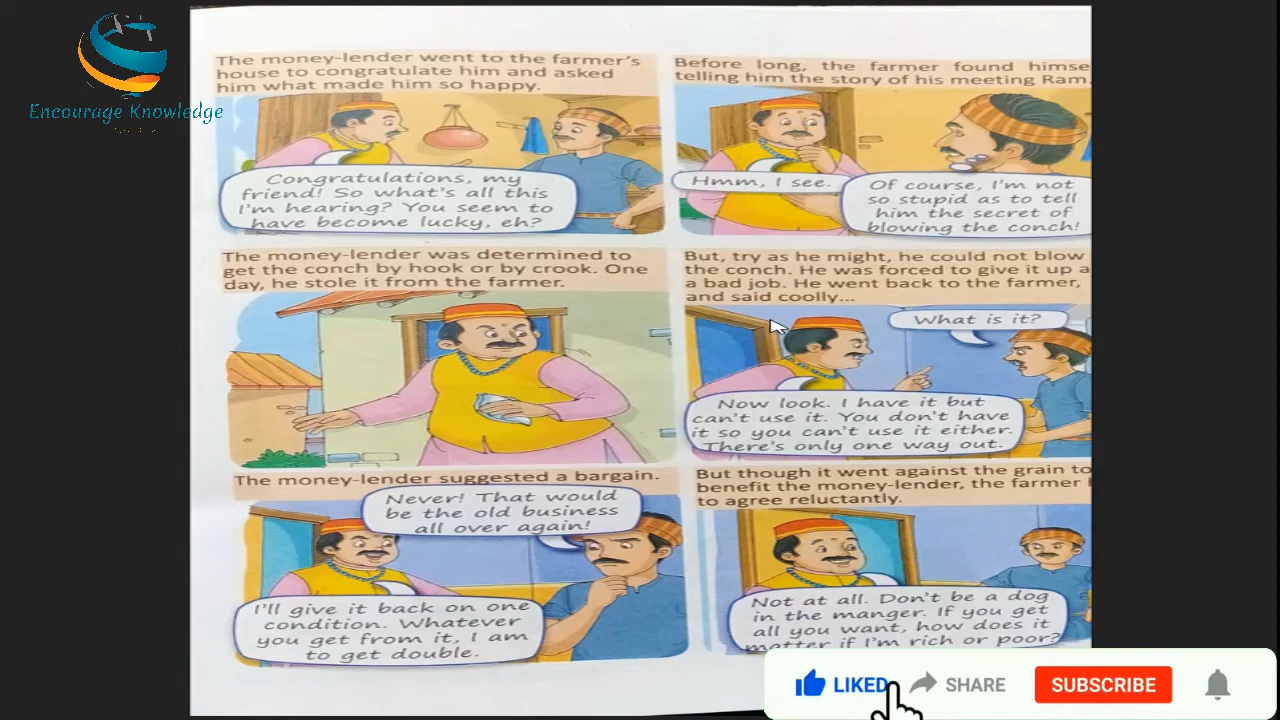 Encourage Knowledge
The money-lender went to the farmer's
house to congratulate him and asked
him what made him so happy.
Congratulations, my
friend! So what's all this
I'm hearing? You seem to
have become lucky, eh?
Before long, the farmer found himse
telling him the story of his meeting Ram.
Hmm, I see.
Of course, I'm not
so stupid as to tell
him the secret of
blowing the conch!
The money-lender was determined to
get the conch by hook or by crook. One
day, he stole it from the farmer.
But, try as he might, he could not blow
the conch. He was forced to give it up a
a bad job. He went back to the farmer,
and said coolly...
What is it?
Now look. I have it but
can't use it. You don't have
it so you can't use it either.
There's only one way out.
The money-lender suggested a bargain.
Never! That would
be the old business
all over again!
I'll give it back on one
condition. Whatever
you get from it, I am
to get double.
But though it went against the grain to
benefit the money-lender, the farmer
to agree reluctantly.
Not at all. Don't be a dog
in the manger. If you get
all you want, how does it
matter if I'm rich or poor?
LIKED SHARE SUBSCRIBE